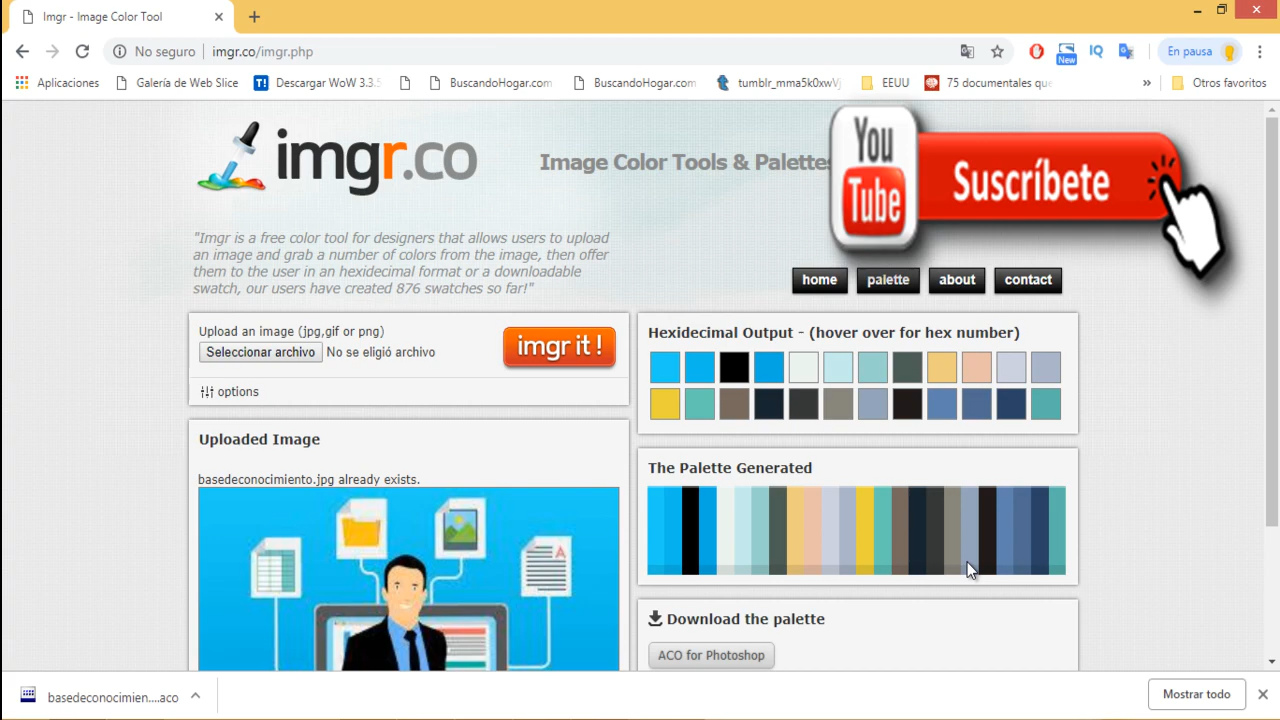 Imgr - Image Color Tool
No seguro
imgr.co/imgr.php
New
IQ
En pausa
Aplicaciones
Galería de Web Slice
T!
Descargar WoW 3.3.5
BuscandoHogar.com
BuscandoHogar.com
tumblr_mma5k0xwVj
EEUU
75 documentales que
»
Otros favoritos
imgr.co
Image Color Tools & Palettes
You
Tube
Suscríbete
"Imgr is a free color tool for designers that allows users to upload
an image and grab a number of colors from the image, then offer
them to the user in an hexidecimal format or a downloadable
swatch, our users have created 876 swatches so far!"
home
palette
about
contact
Upload an image (jpg,gif or png)
Seleccionar archivo
No se eligió archivo
imgr it !
options
Hexidecimal Output - (hover over for hex number)
Uploaded Image
basedeconocimiento.jpg already exists.
A
The Palette Generated
Download the palette
ACO for Photoshop
basedeconocimien....aco
Mostrar todo